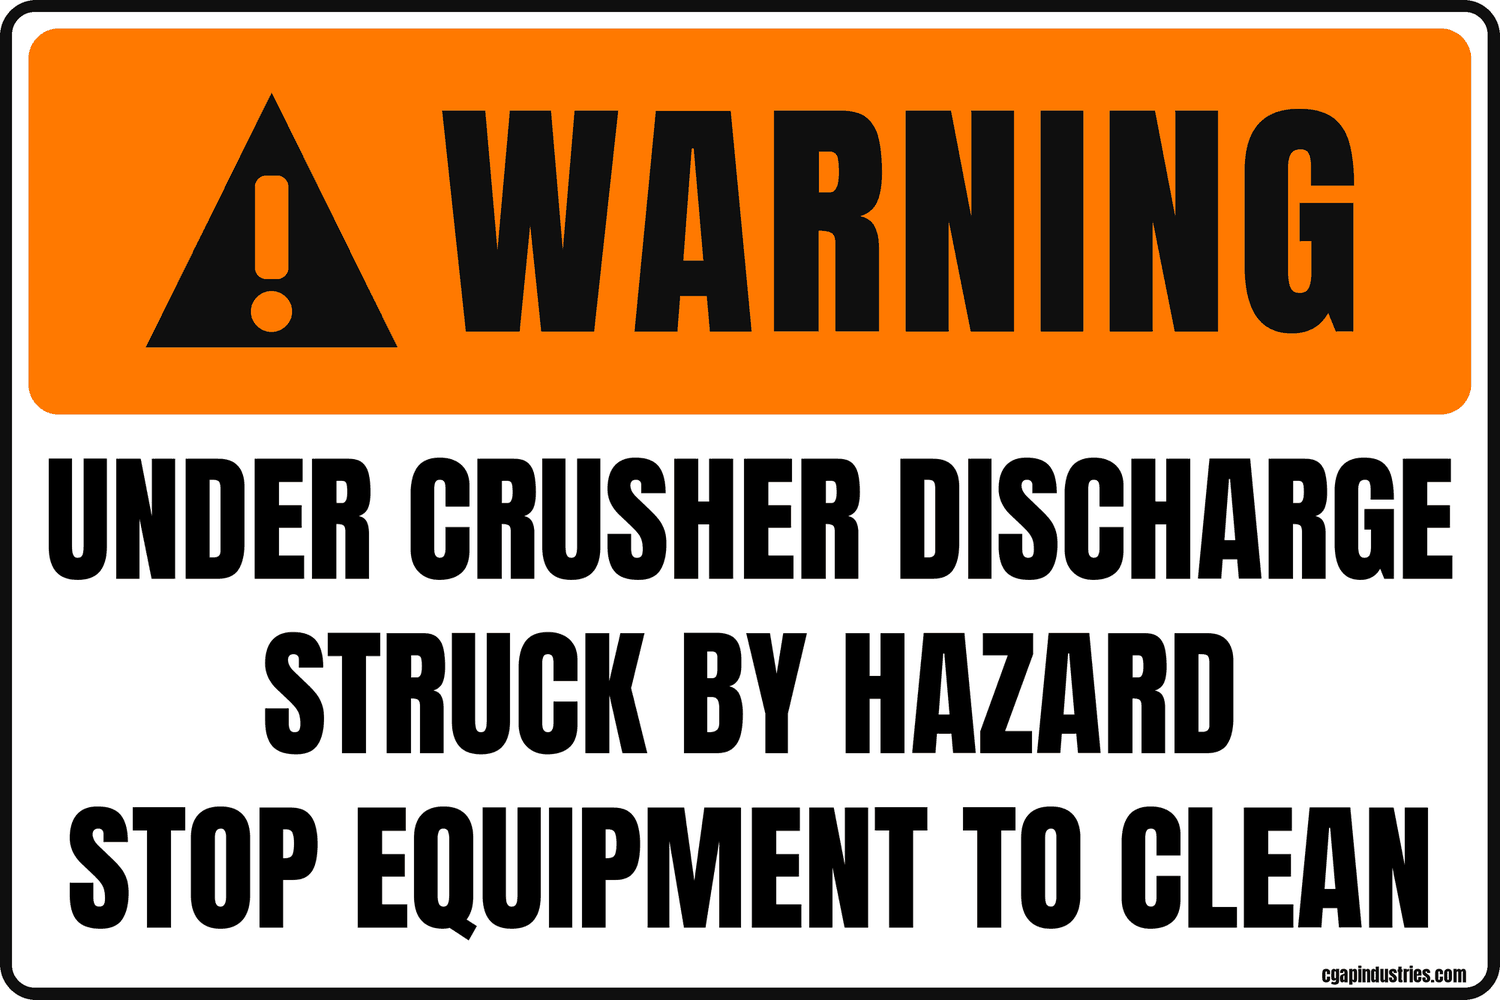 WARNING
UNDER CRUSHER DISCHARGE
STRUCK BY HAZARD
STOP EQUIPMENT TO CLEAN
cgapindustries.com